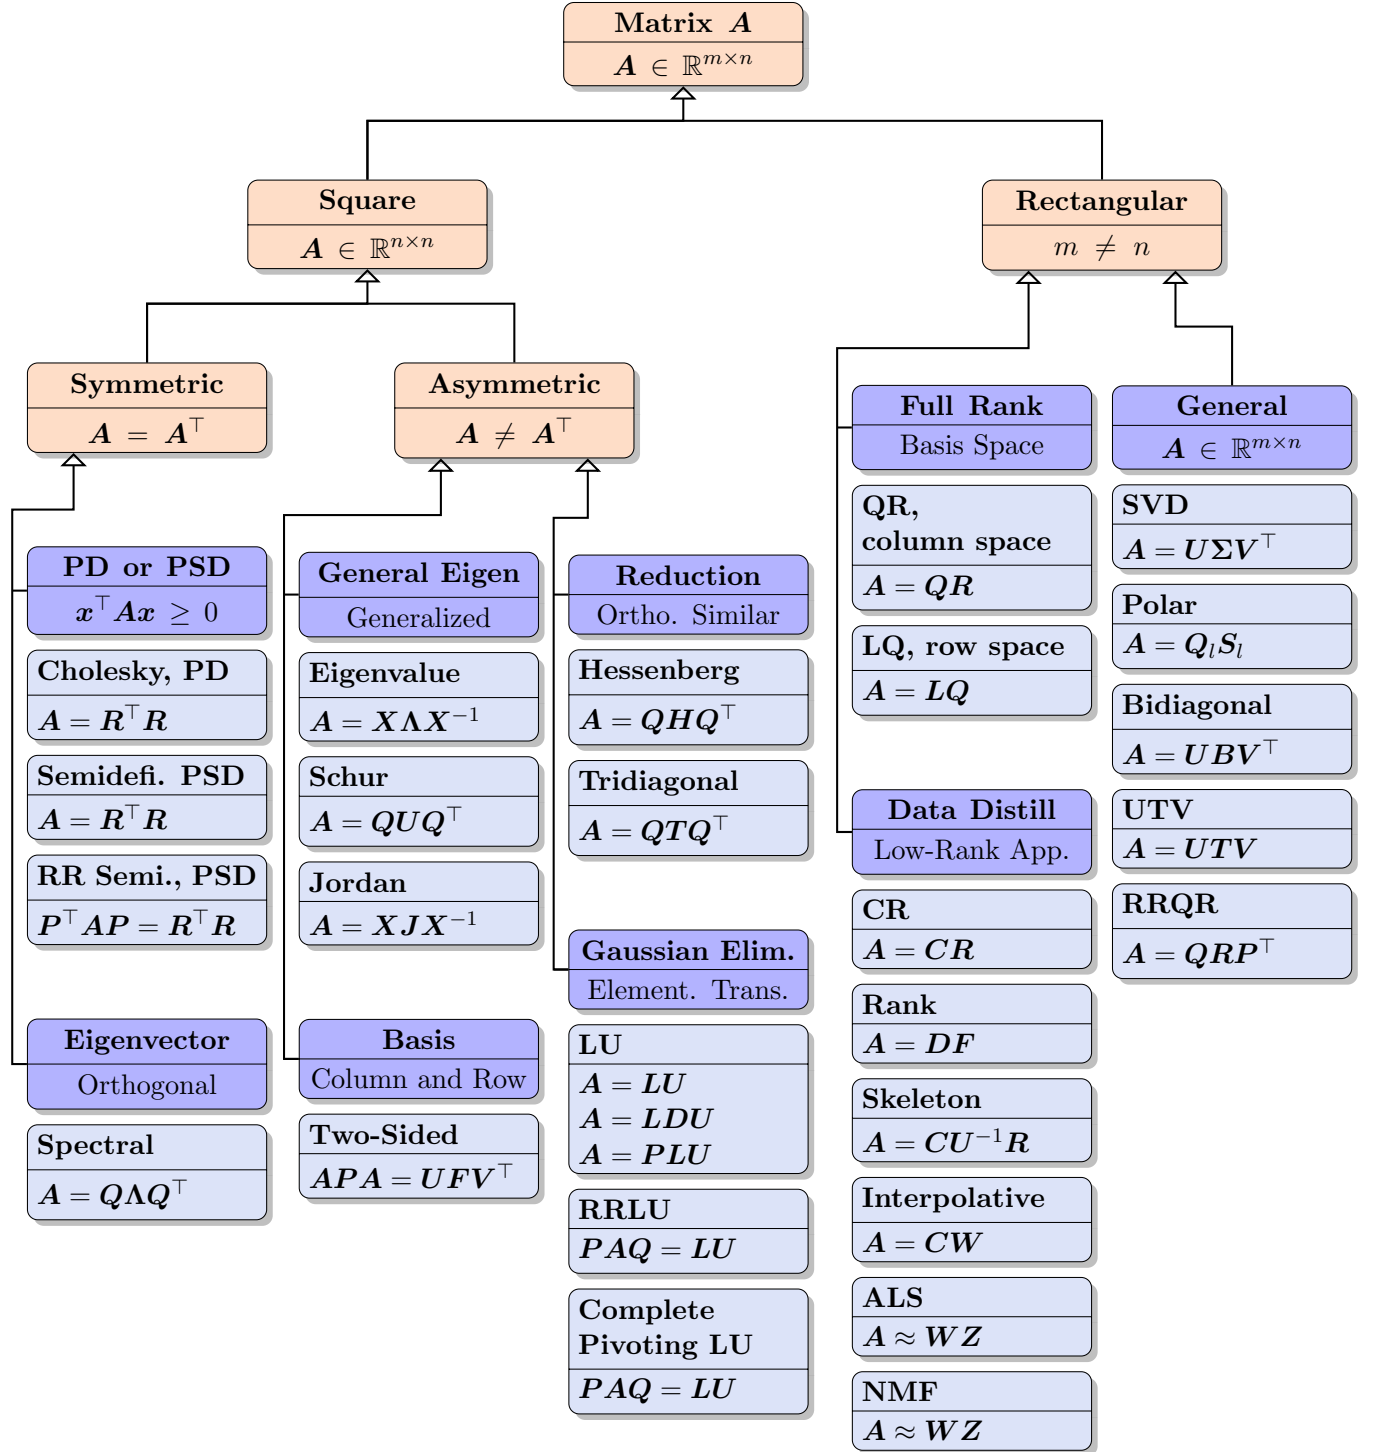 Matrix A
A ∈ ℝ^{m×n}
Square
A ∈ ℝ^{n×n}
Rectangular
m ≠ n
Symmetric
A = A^⊤
Asymmetric
A ≠ A^⊤
PD or PSD
x^⊤Ax ≥ 0
Cholesky, PD
A = R^⊤R
Semidefi. PSD
A = R^⊤R
RR Semi., PSD
P^⊤AP = R^⊤R
Eigenvector
Orthogonal
Spectral
A = QΛQ^⊤
General Eigen
Generalized
Eigenvalue
A = XΛX^{−1}
Schur
A = QUQ^⊤
Jordan
A = XJX^{−1}
Basis
Column and Row
Two-Sided
APA = UFV^⊤
Reduction
Ortho. Similar
Hessenberg
A = QHQ^⊤
Tridiagonal
A = QTQ^⊤
Gaussian Elim.
Element. Trans.
LU
A = LU
A = LDU
A = PLU
RRLU
PAQ = LU
Complete
Pivoting LU
PAQ = LU
Full Rank
Basis Space
QR,
column space
A = QR
LQ, row space
A = LQ
Data Distill
Low-Rank App.
CR
A = CR
Rank
A = DF
Skeleton
A = CU^{−1}R
Interpolative
A = CW
ALS
A ≈ WZ
NMF
A ≈ WZ
General
A ∈ ℝ^{m×n}
SVD
A = UΣV^⊤
Polar
A = Q_lS_l
Bidiagonal
A = UBV^⊤
UTV
A = UTV
RRQR
A = QRP^⊤